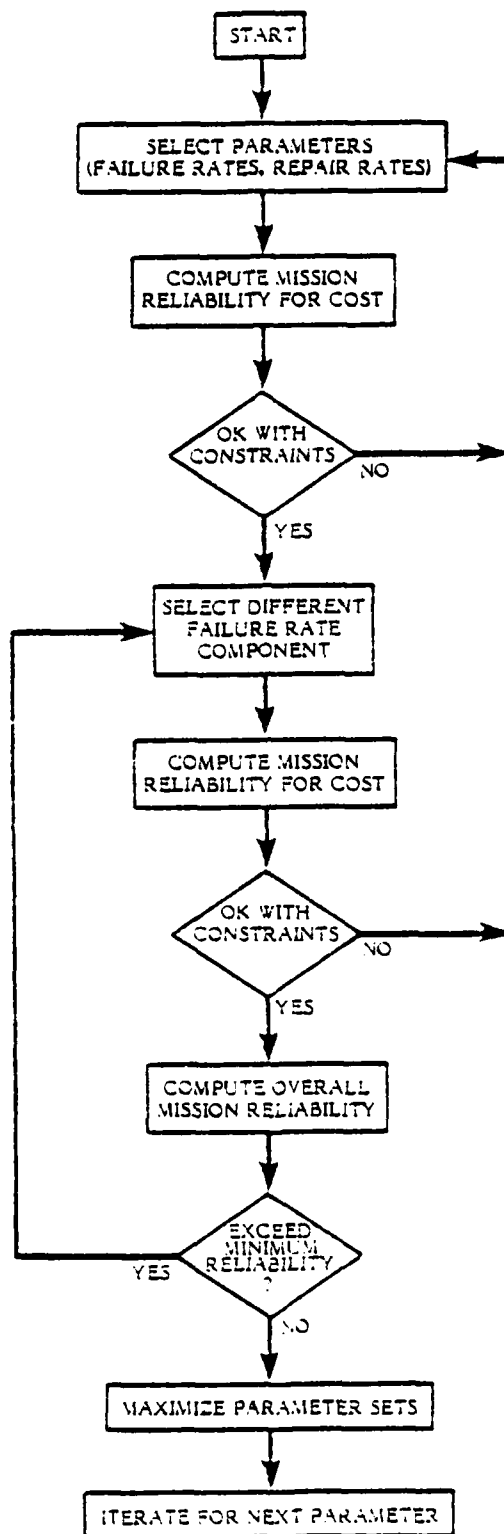 START
SELECT PARAMETERS
(FAILURE RATES, REPAIR RATES)
COMPUTE MISSION
RELIABILITY FOR COST
OK WITH
CONSTRAINTS
NO
YES
SELECT DIFFERENT
FAILURE RATE
COMPONENT
COMPUTE MISSION
RELIABILITY FOR COST
OK WITH
CONSTRAINTS
NO
YES
COMPUTE OVERALL
MISSION RELIABILITY
EXCEED
MINIMUM
RELIABILITY
?
YES
NO
MAXIMIZE PARAMETER SETS
ITERATE FOR NEXT PARAMETER